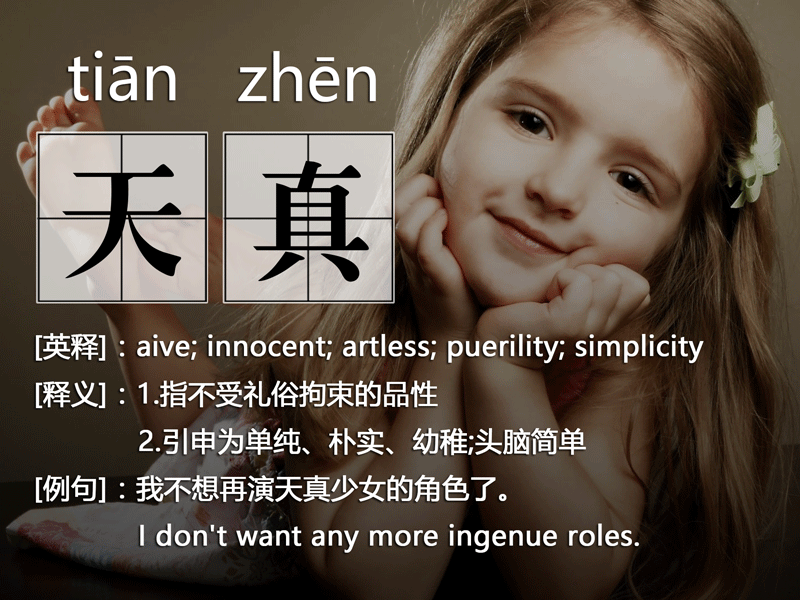 tiān zhēn
天真
[英释]：aive; innocent; artless; puerility; simplicity
[释义]：1.指不受礼俗拘束的品性
2.引申为单纯、朴实、幼稚;头脑简单
[例句]：我不想再演天真少女的角色了。
I don't want any more ingenue roles.